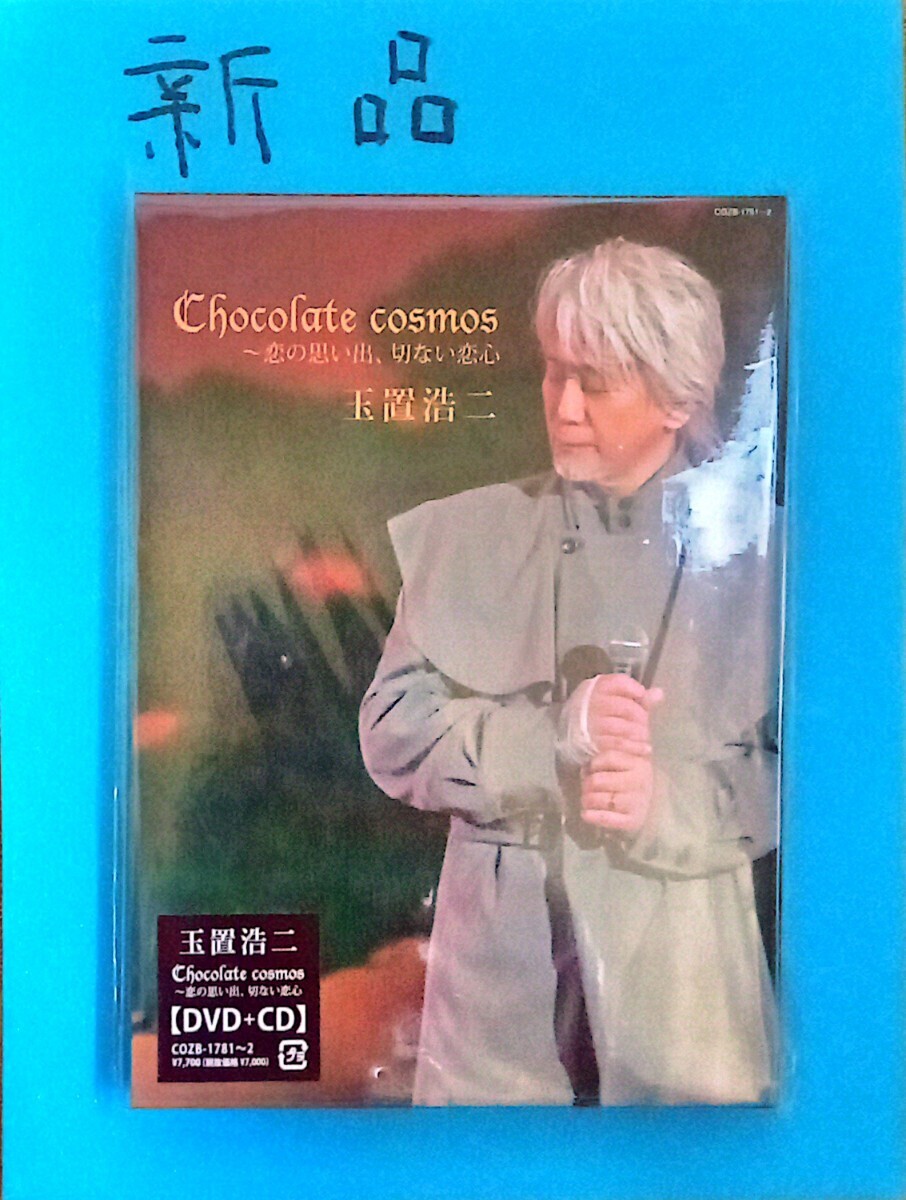 新品
COZB-1781~2
Chocolate cosmos
～恋の思い出、切ない恋心
玉置浩二
玉置浩二
Chocolate cosmos
～恋の思い出、切ない恋心
【DVD+CD】
COZB-1781～2
¥7,700(税抜価格 ¥7,000)